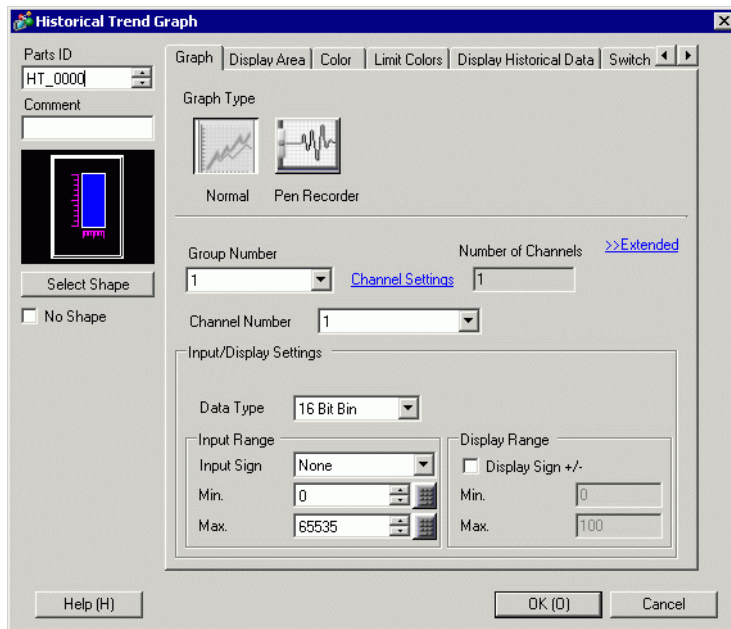 Historical Trend Graph
Parts ID
HT_0000
Comment
Select Shape
No Shape
Graph
Display Area
Color
Limit Colors
Display Historical Data
Switch
Graph Type
Normal
Pen Recorder
>>Extended
Group Number
1
Channel Settings
Number of Channels
1
Channel Number
1
Input/Display Settings
Data Type
16 Bit Bin
Input Range
Input Sign
None
Min.
0
Max.
65535
Display Range
Display Sign +/-
Min.
0
Max.
100
Help (H)
OK (O)
Cancel